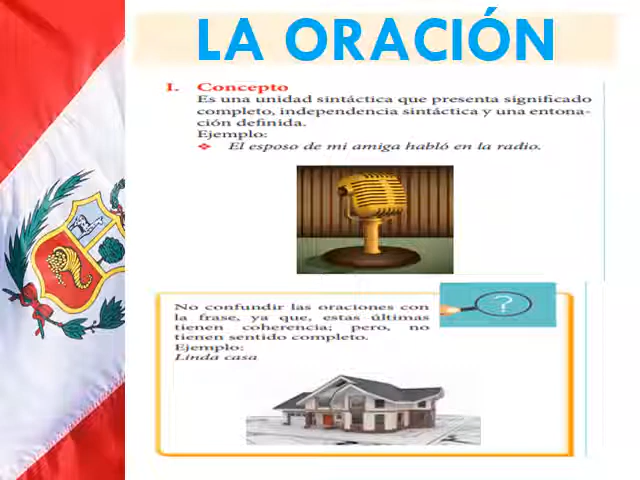 LA ORACIÓN
I. Concepto
Es una unidad sintáctica que presenta significado
completo, independencia sintáctica y una entona-
ción definida.
Ejemplo:
❖ El esposo de mi amiga habló en la radio.
?
No confundir las oraciones con
la frase, ya que, estas últimas
tienen coherencia; pero, no
tienen sentido completo.
Ejemplo:
Linda casa